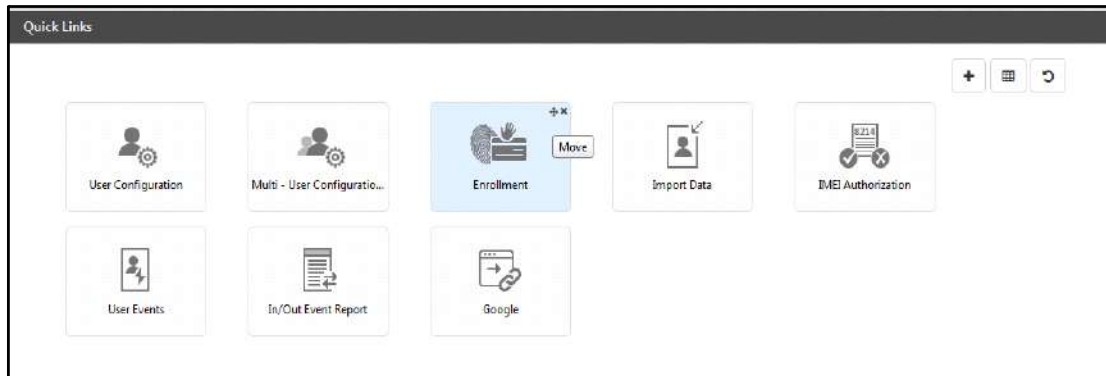 Quick Links
User Configuration
Multi - User Configuratio...
Enrollment
Move
Import Data
8214
IMEI Authorization
User Events
In/Out Event Report
Google